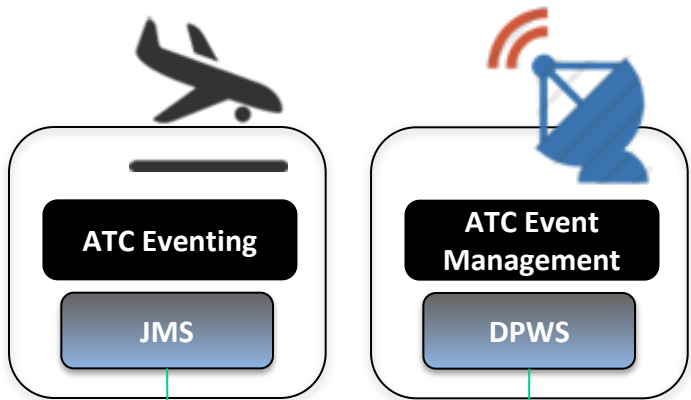 ATC Eventing
JMS
ATC Event
Management
DPWS